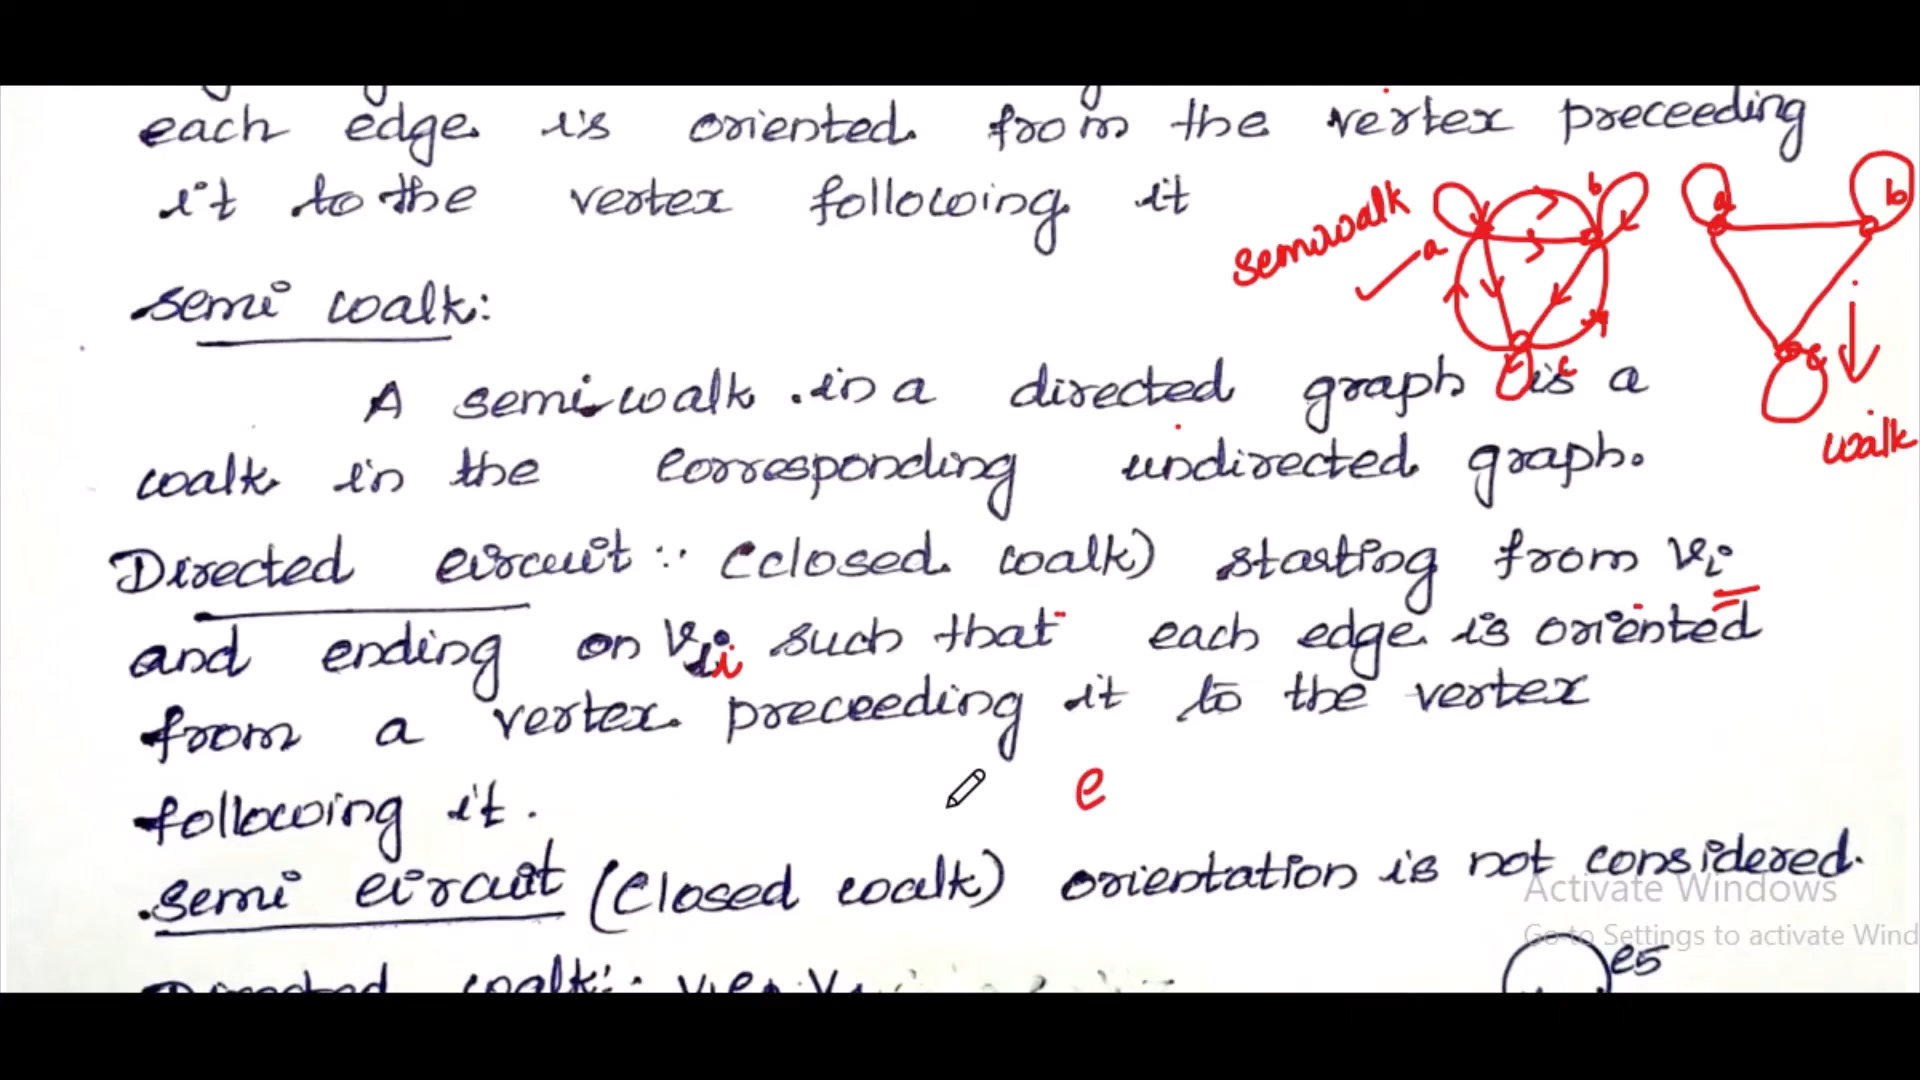 each edge is oriented from the vertex preceeding
it to the vertex following it
semi walk:
A semi walk in a directed graph is a
walk in the corresponding undirected graph.
Directed circuit: (closed walk) starting from Vi
and ending on Vi i such that each edge is oriented
from a vertex preceeding it to the vertex
following it.
e
semi circuit (Closed walk) orientation is not considered.
Directed walk:
e5
semiwalk
a
b
c
a
b
c
walk
Activate Windows
Go to Settings to activate Wind